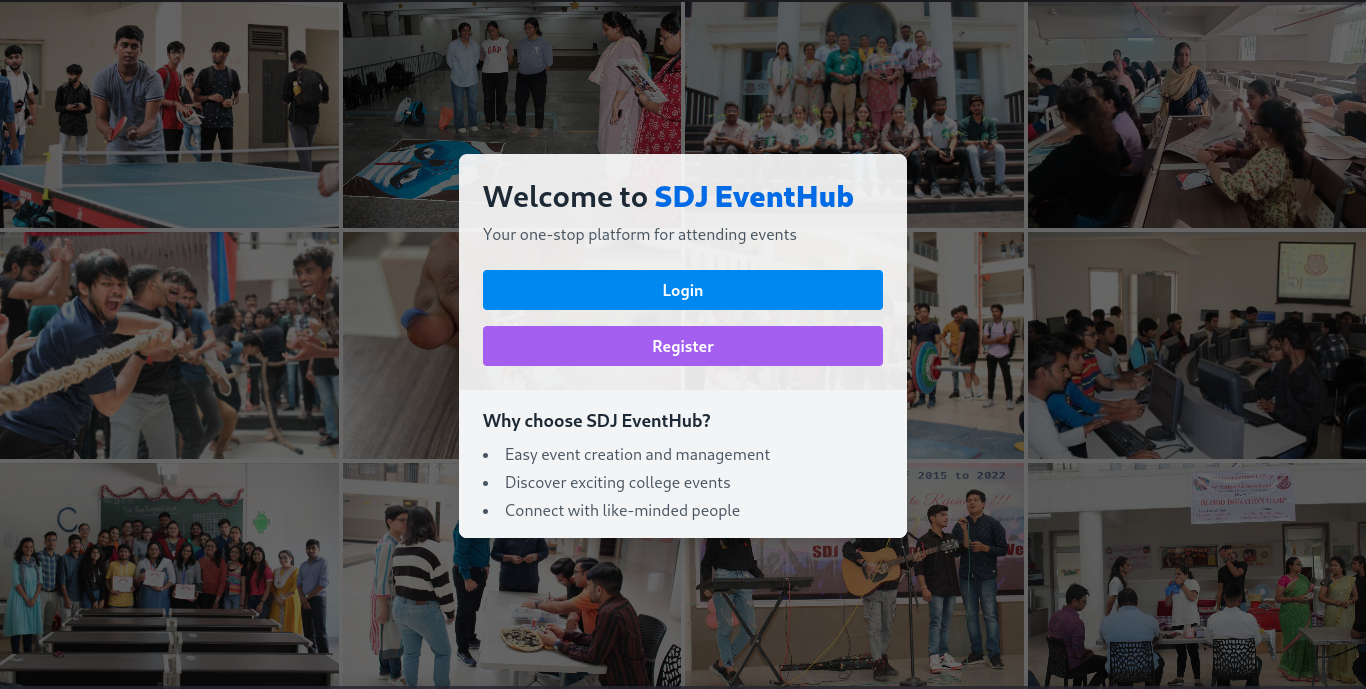 GAP
Welcome to SDJ EventHub
Your one-stop platform for attending events
Login
Register
Why choose SDJ EventHub?
Easy event creation and management
Discover exciting college events
Connect with like-minded people
2015 to 2022
SDJ
BLOOD DONATION CAMP